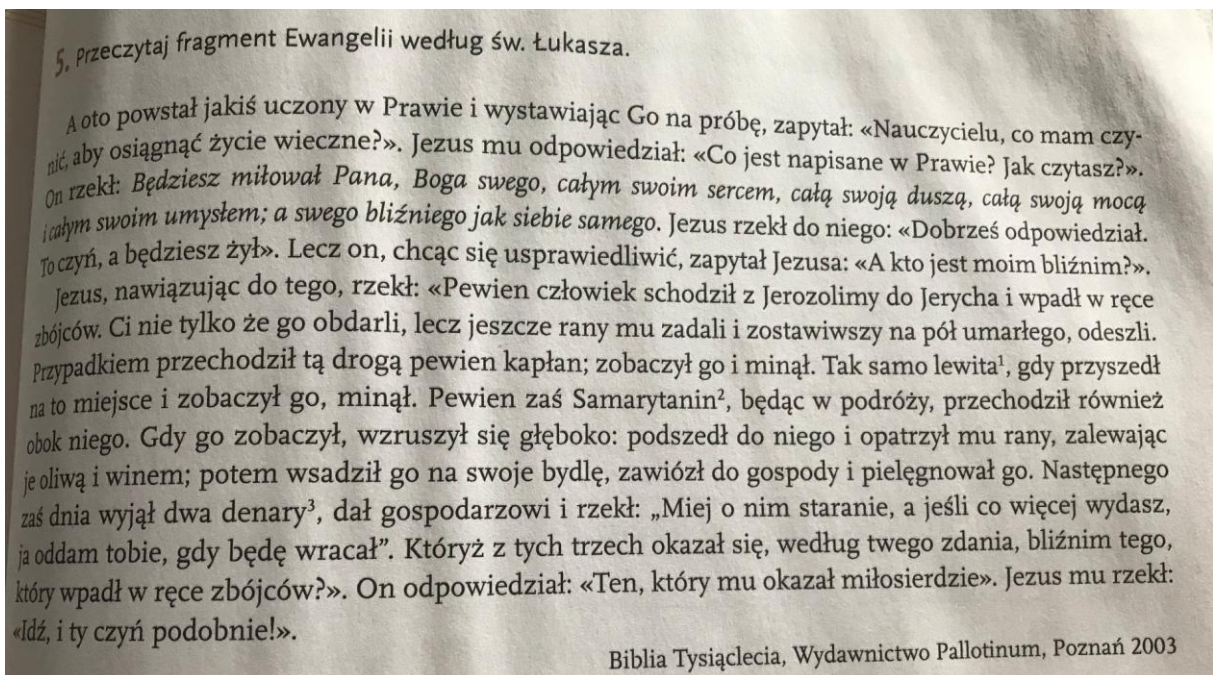 5. Przeczytaj fragment Ewangelii według św. Łukasza.
A oto powstał jakiś uczony w Prawie i wystawiając Go na próbę, zapytał: «Nauczycielu, co mam czy-
nić, aby osiągnąć życie wieczne?». Jezus mu odpowiedział: «Co jest napisane w Prawie? Jak czytasz?».
On rzekł: Będziesz miłował Pana, Boga swego, całym swoim sercem, całą swoją duszą, całą swoją mocą
i całym swoim umysłem; a swego bliźniego jak siebie samego. Jezus rzekł do niego: «Dobrześ odpowiedział.
To czyń, a będziesz żył». Lecz on, chcąc się usprawiedliwić, zapytał Jezusa: «A kto jest moim bliźnim?».
Jezus, nawiązując do tego, rzekł: «Pewien człowiek schodził z Jerozolimy do Jerycha i wpadł w ręce
zbójców. Ci nie tylko że go obdarli, lecz jeszcze rany mu zadali i zostawiwszy na pół umarłego, odeszli.
Przypadkiem przechodził tą drogą pewien kapłan; zobaczył go i minął. Tak samo lewita¹, gdy przyszedł
na to miejsce i zobaczył go, minął. Pewien zaś Samarytanin², będąc w podróży, przechodził również
obok niego. Gdy go zobaczył, wzruszył się głęboko: podszedł do niego i opatrzył mu rany, zalewając
je oliwą i winem; potem wsadził go na swoje bydlę, zawiózł do gospody i pielęgnował go. Następnego
zaś dnia wyjął dwa denary³, dał gospodarzowi i rzekł: „Miej o nim staranie, a jeśli co więcej wydasz,
ja oddam tobie, gdy będę wracał”. Któryż z tych trzech okazał się, według twego zdania, bliźnim tego,
który wpadł w ręce zbójców?». On odpowiedział: «Ten, który mu okazał miłosierdzie». Jezus mu rzekł:
«Idź, i ty czyń podobnie!».
Biblia Tysiąclecia, Wydawnictwo Pallotinum, Poznań 2003